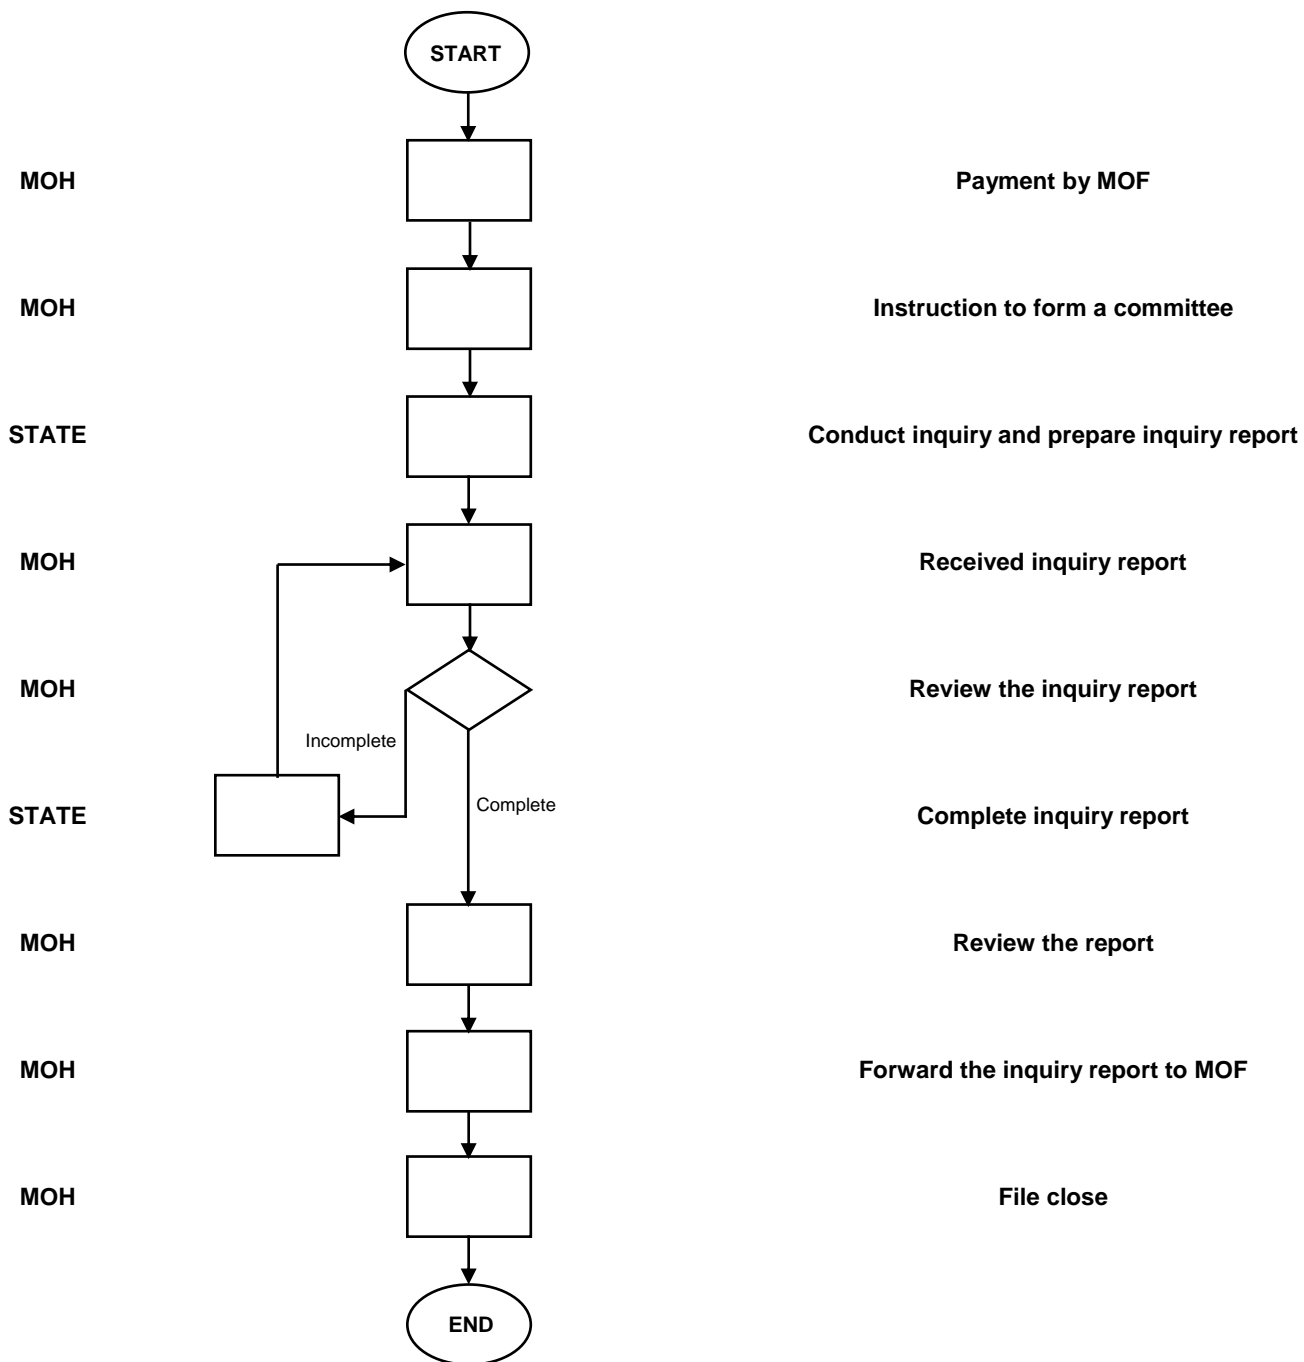 START
MOH
Payment by MOF
MOH
Instruction to form a committee
STATE
Conduct inquiry and prepare inquiry report
MOH
Received inquiry report
MOH
Review the inquiry report
Incomplete
STATE
Complete
Complete inquiry report
MOH
Review the report
MOH
Forward the inquiry report to MOF
MOH
File close
END